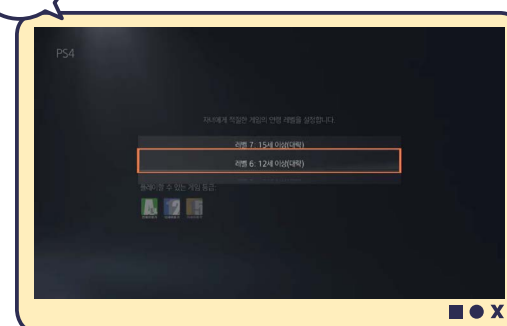 PS4
자녀에게 적절한 게임의 연령 레벨을 설정합니다.
레벨 7: 15세 이상(대략)
레벨 6: 12세 이상(대략)
플레이할 수 있는 게임 등급:
X